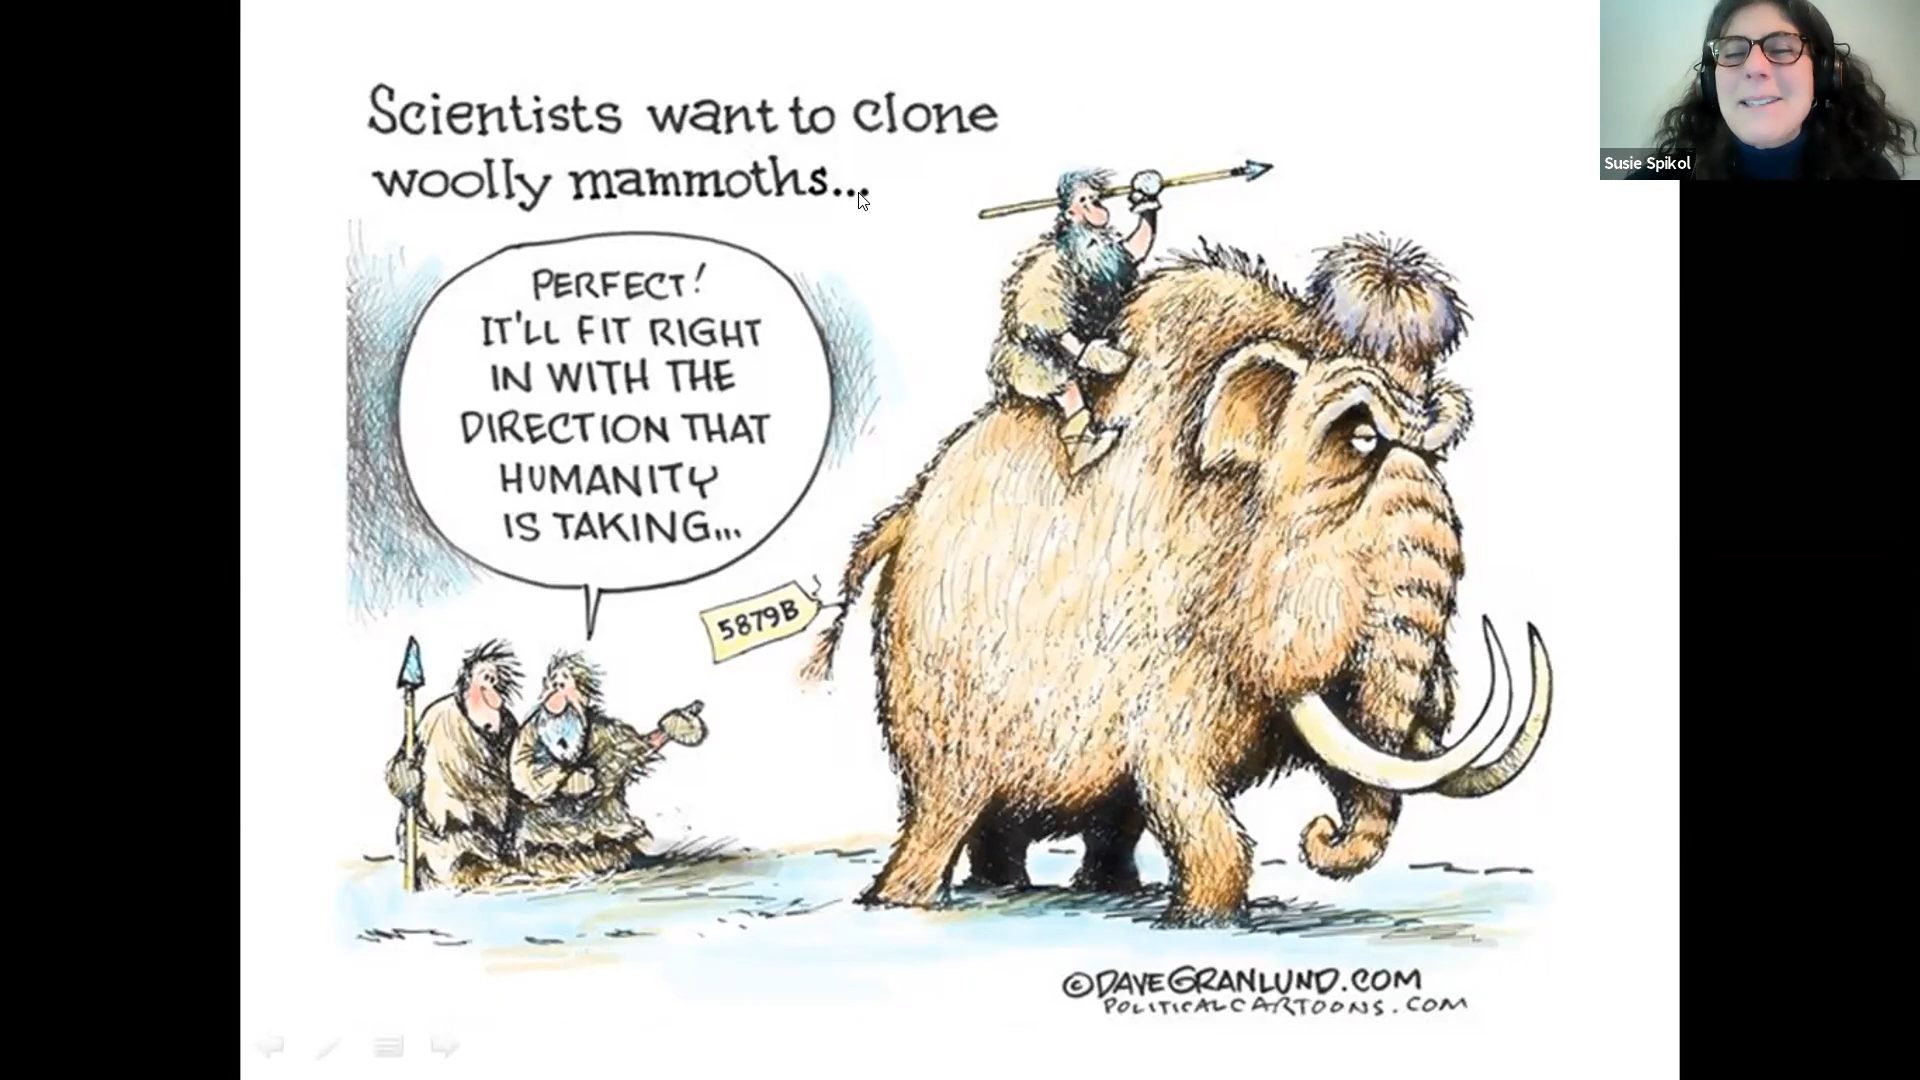 Scientists want to clone
woolly mammoths...
PERFECT!
IT'LL FIT RIGHT
IN WITH THE
DIRECTION THAT
HUMANITY
IS TAKING...
5879B
©DAVEGRANLUND.COM
POLITICALCARTOONS.COM
Susie Spikol